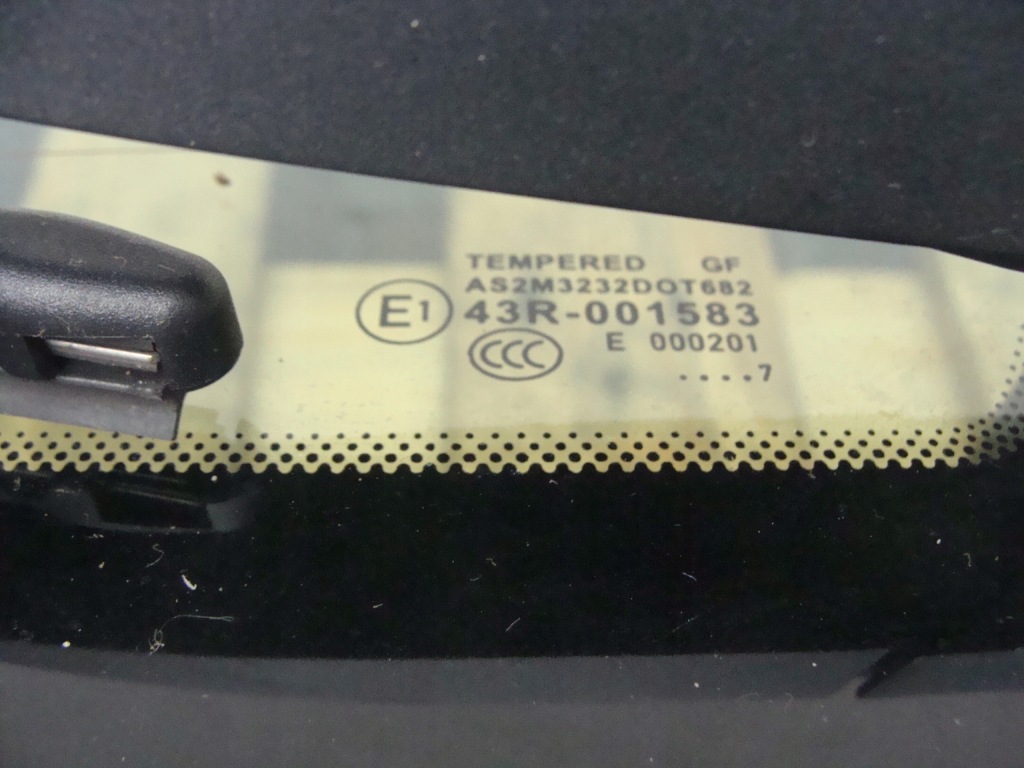 TEMPERED GF
AS2M3232DOT682
E1 43R-001583
CCC E 000201
....7